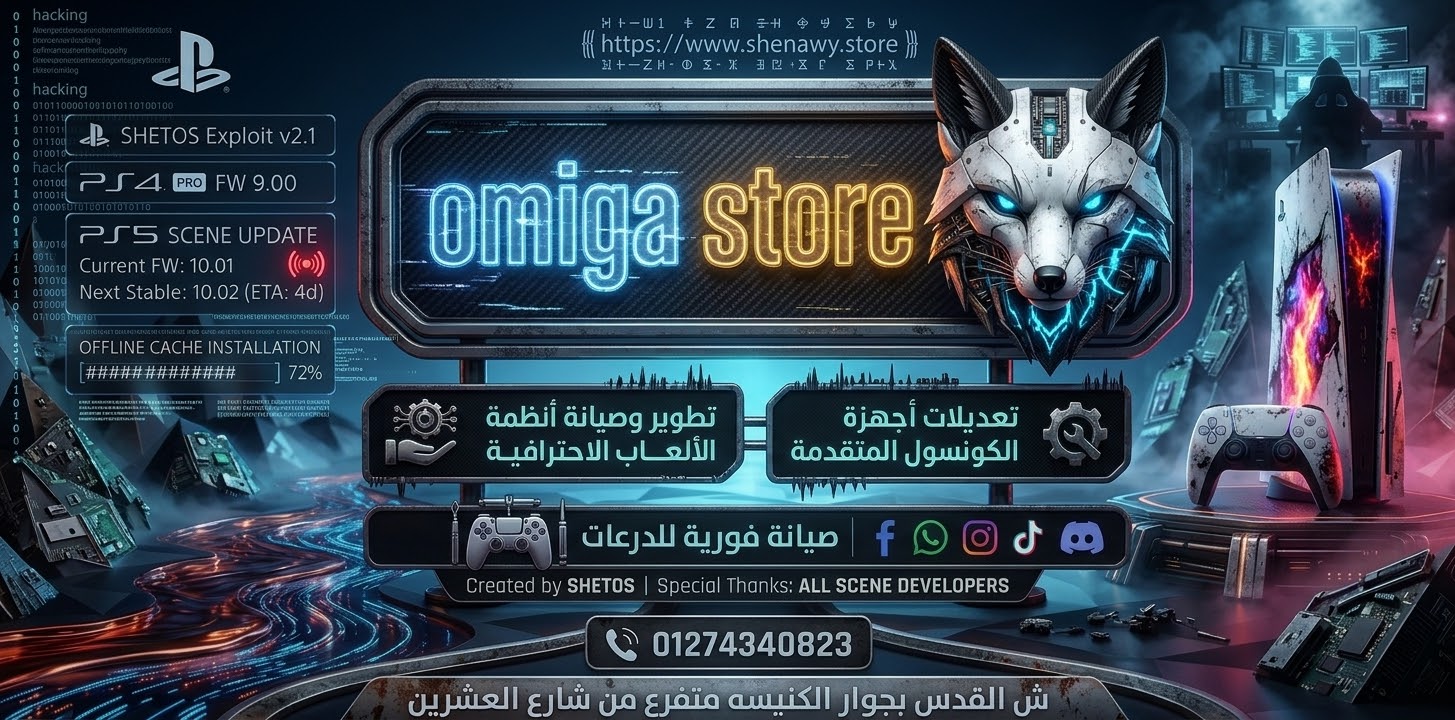 hacking
https://www.shenawy.store
hacking
SHETOS Exploit v2.1
PS4 PRO FW 9.00
PS5 SCENE UPDATE
Current FW: 10.01
Next Stable: 10.02 (ETA: 4d)
OFFLINE CACHE INSTALLATION
[############# ] 72%
omiga store
تعديلات أجهزة
الكونسول المتقدمة
تطوير وصيانة أنظمة
الألعاب الاحترافية
صيانة فورية للدرعات
Created by SHETOS | Special Thanks: ALL SCENE DEVELOPERS
01274340823
ش القدس بجوار الكنيسه متفرع من شارع العشرين